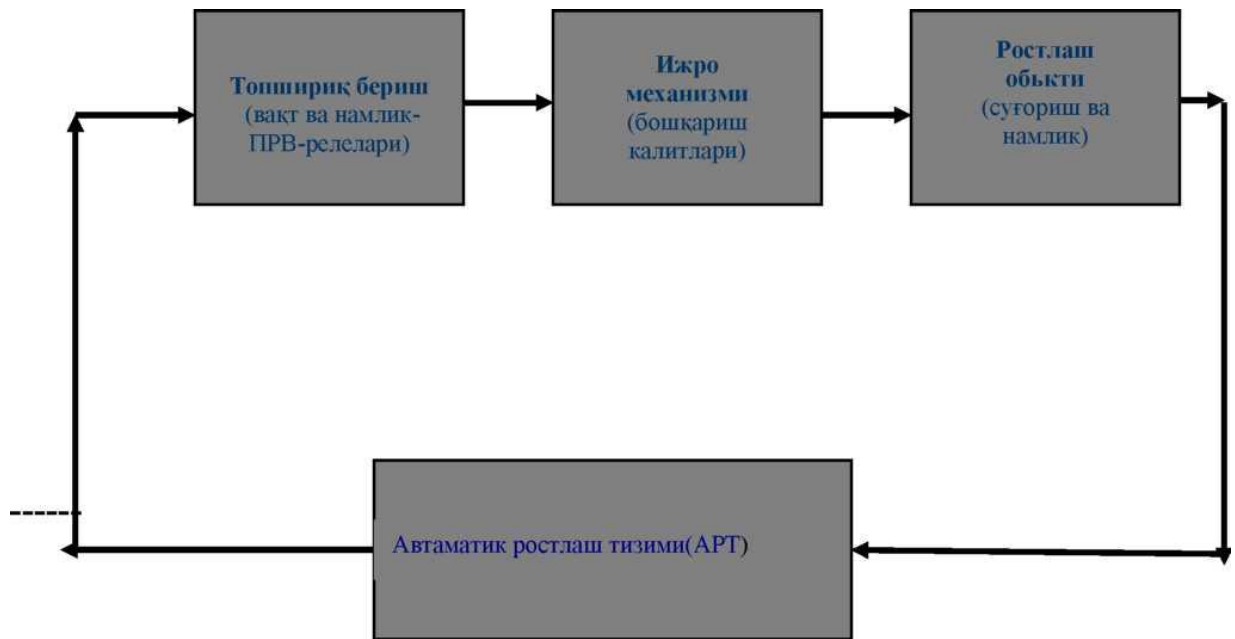 Топшириқ бериш
(вақт ва намлик-
ПРВ-релелари)
Ижро
механизми
(бошқариш
калитлари)
Ростлаш
обькти
(суғориш ва
намлик)
Автаматик ростлаш тизими(АРТ)